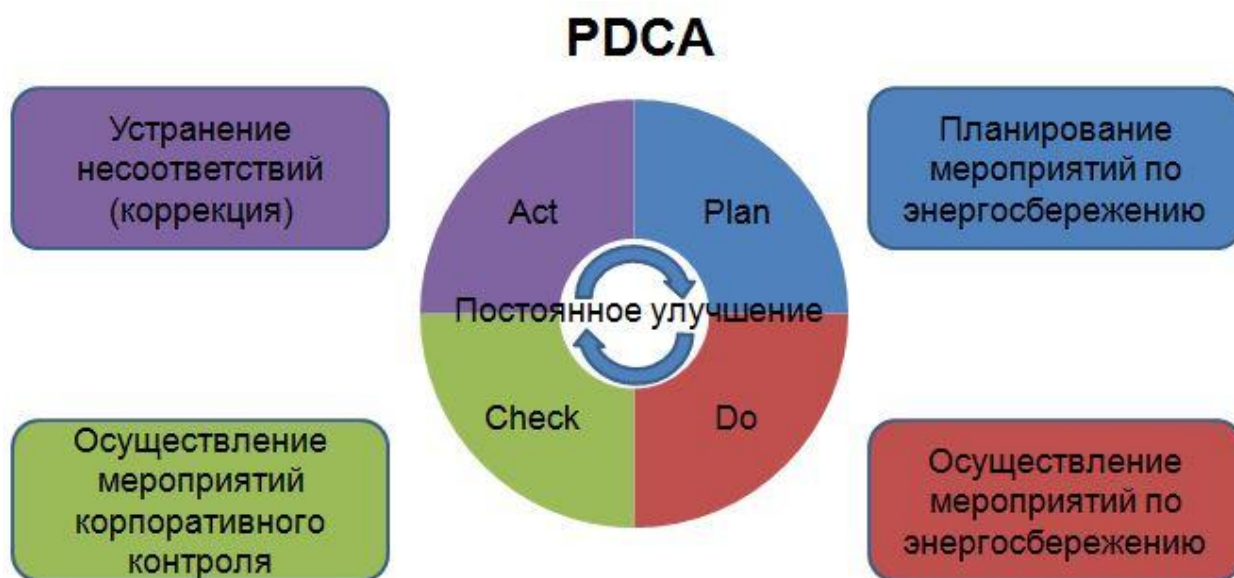 PDCA
Устранение
несоответствий
(коррекция)
Планирование
мероприятий по
энергосбережению
Act
Plan
Постоянное улучшение
Check
Do
Осуществление
мероприятий
корпоративного
контроля
Осуществление
мероприятий по
энергосбережению